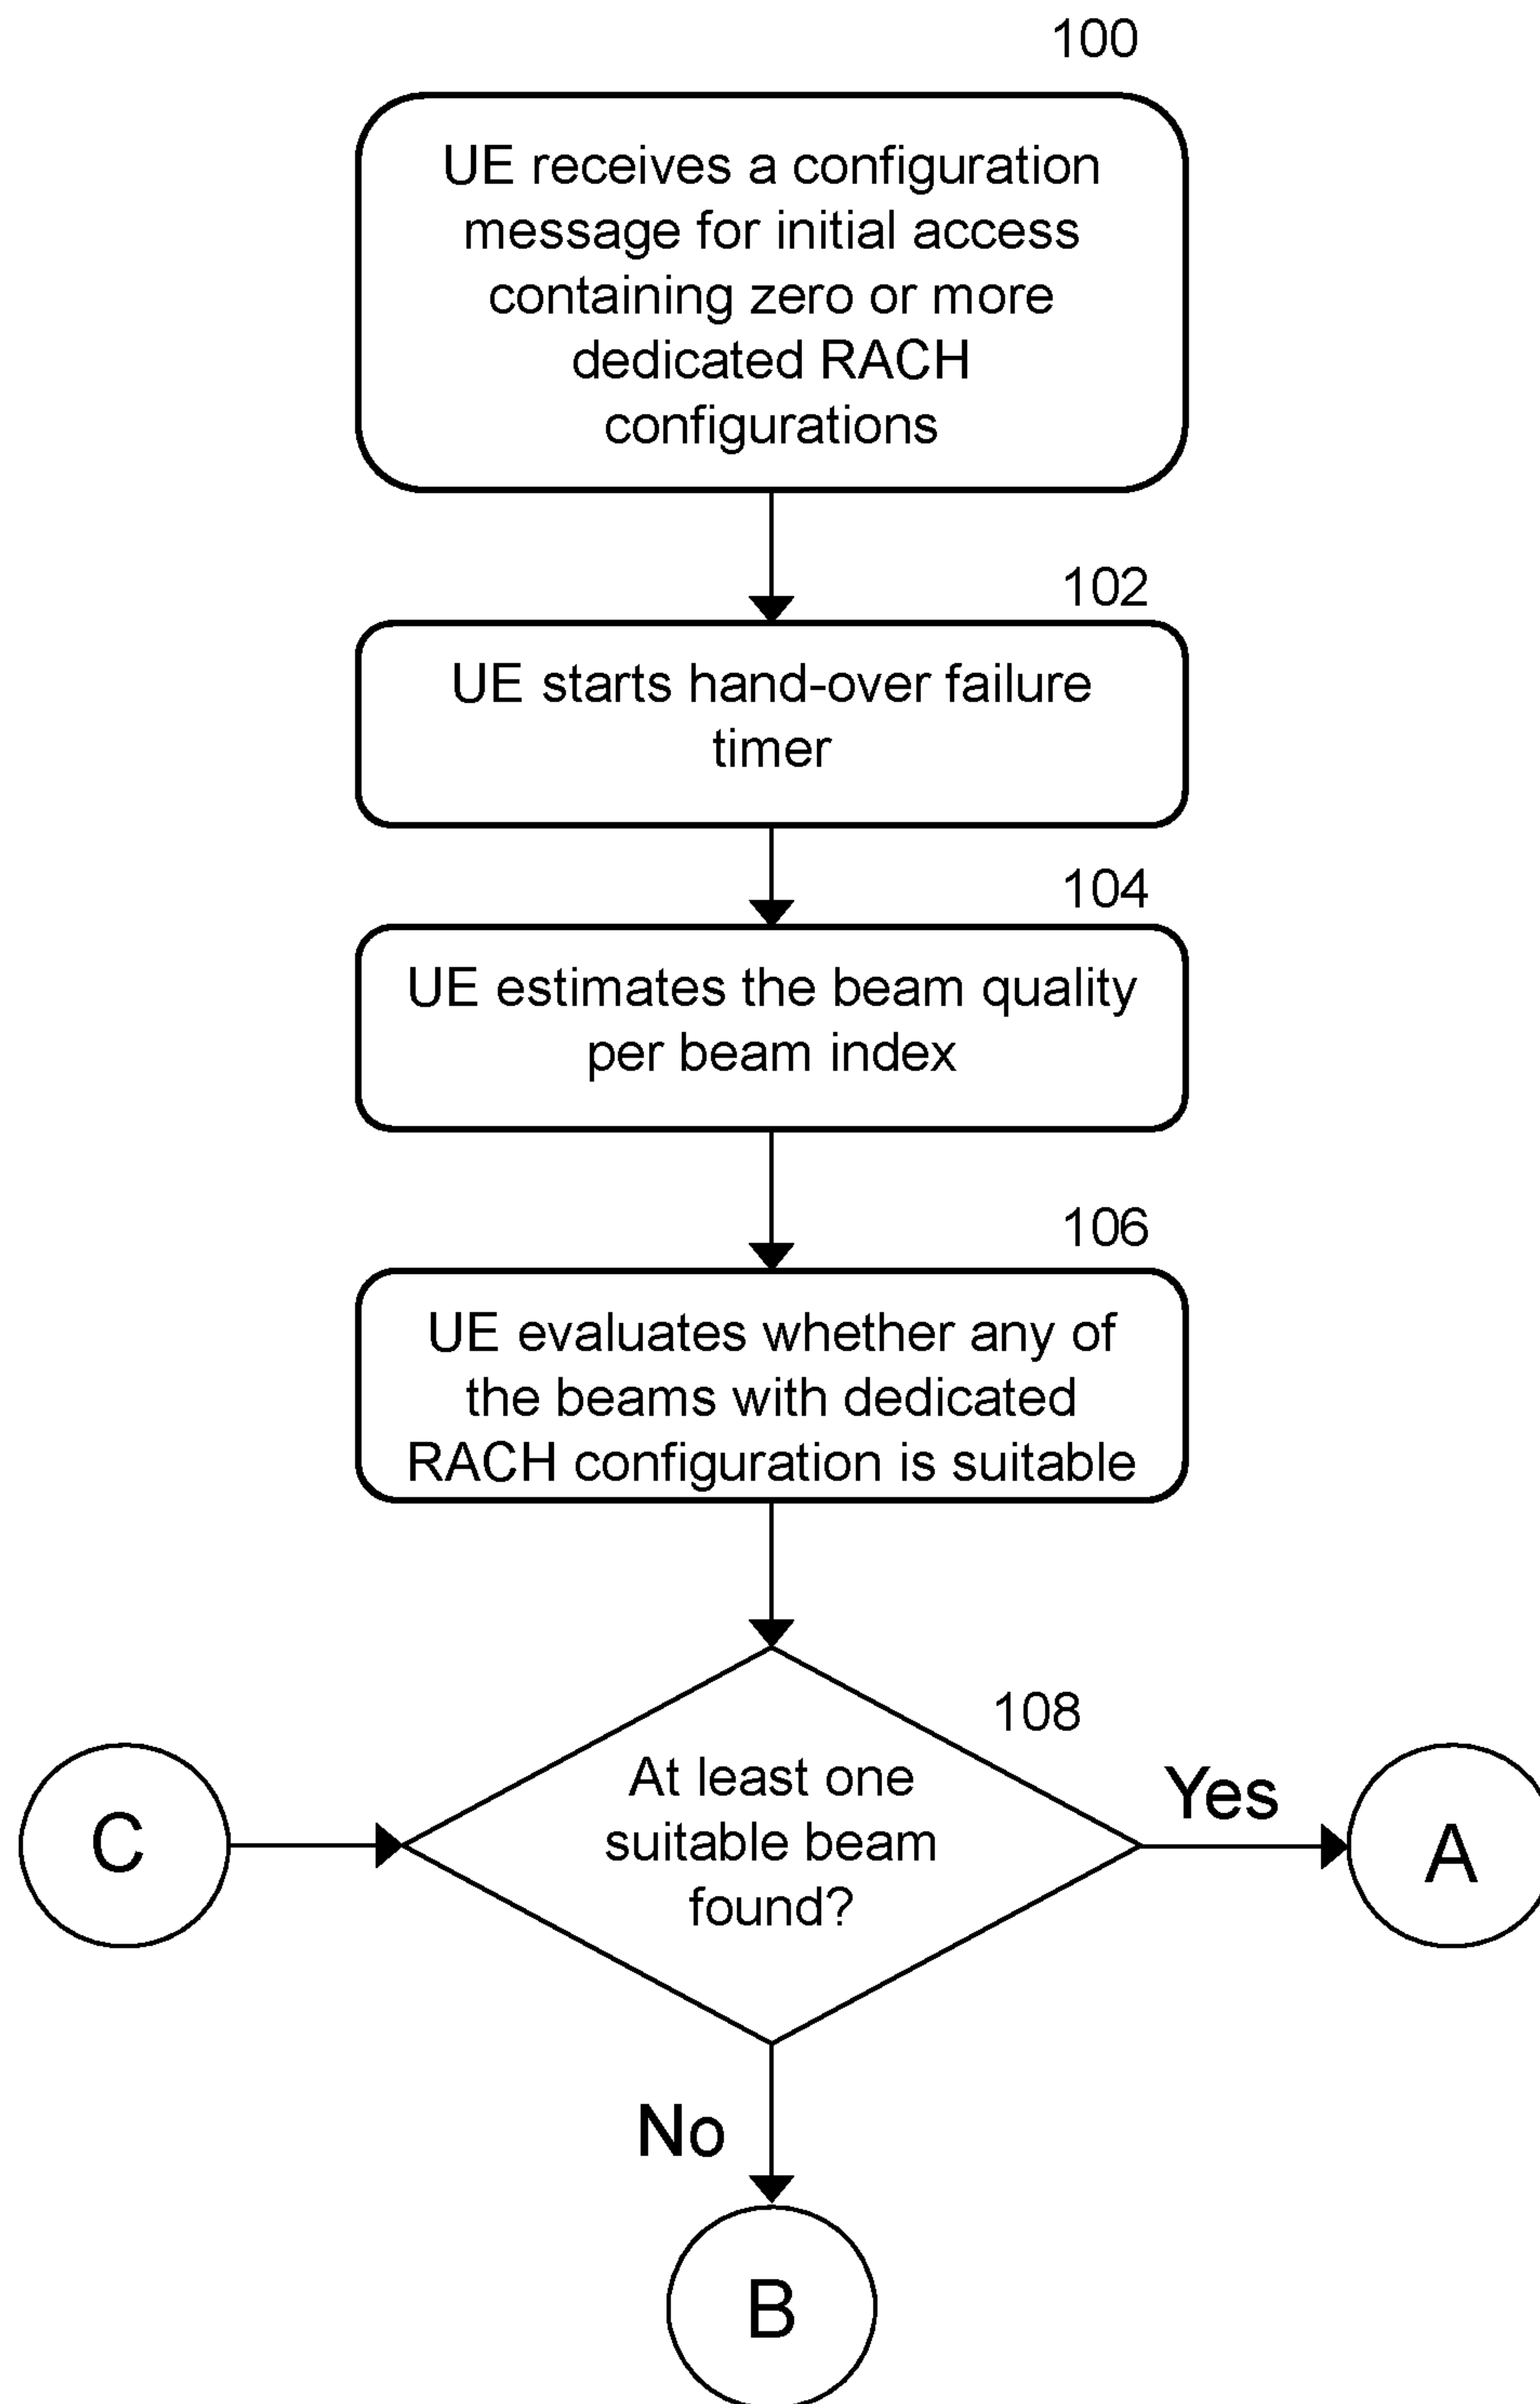 100
UE receives a configuration
message for initial access
containing zero or more
dedicated RACH
configurations
102
UE starts hand-over failure
timer
104
UE estimates the beam quality
per beam index
106
UE evaluates whether any of
the beams with dedicated
RACH configuration is suitable
108
At least one
suitable beam
found?
C
Yes
A
No
B